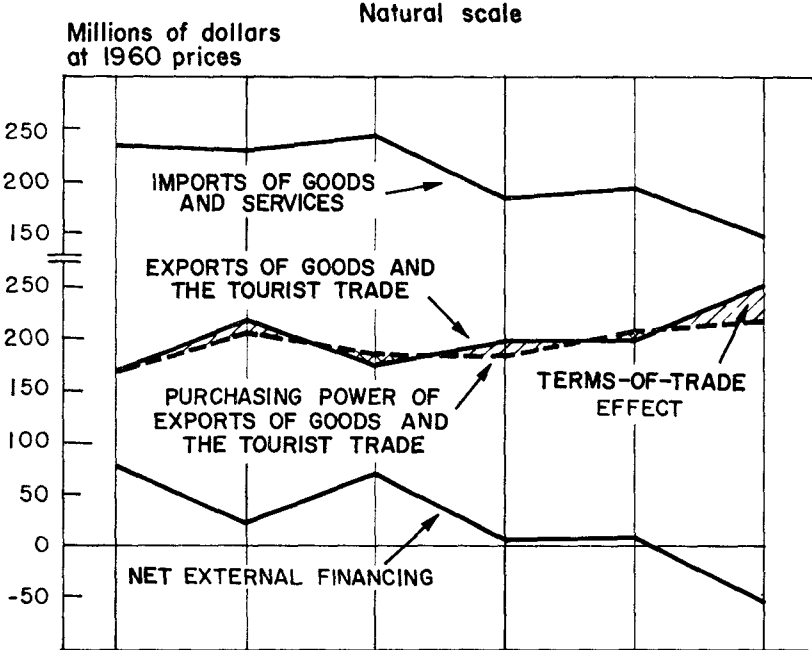 Natural scale
Millions of dollars
at 1960 prices
250
200
150
IMPORTS OF GOODS
AND SERVICES
250
200
150
100
50
0
-50
EXPORTS OF GOODS AND
THE TOURIST TRADE
PURCHASING POWER OF
EXPORTS OF GOODS AND
THE TOURIST TRADE
TERMS-OF-TRADE
EFFECT
NET EXTERNAL FINANCING